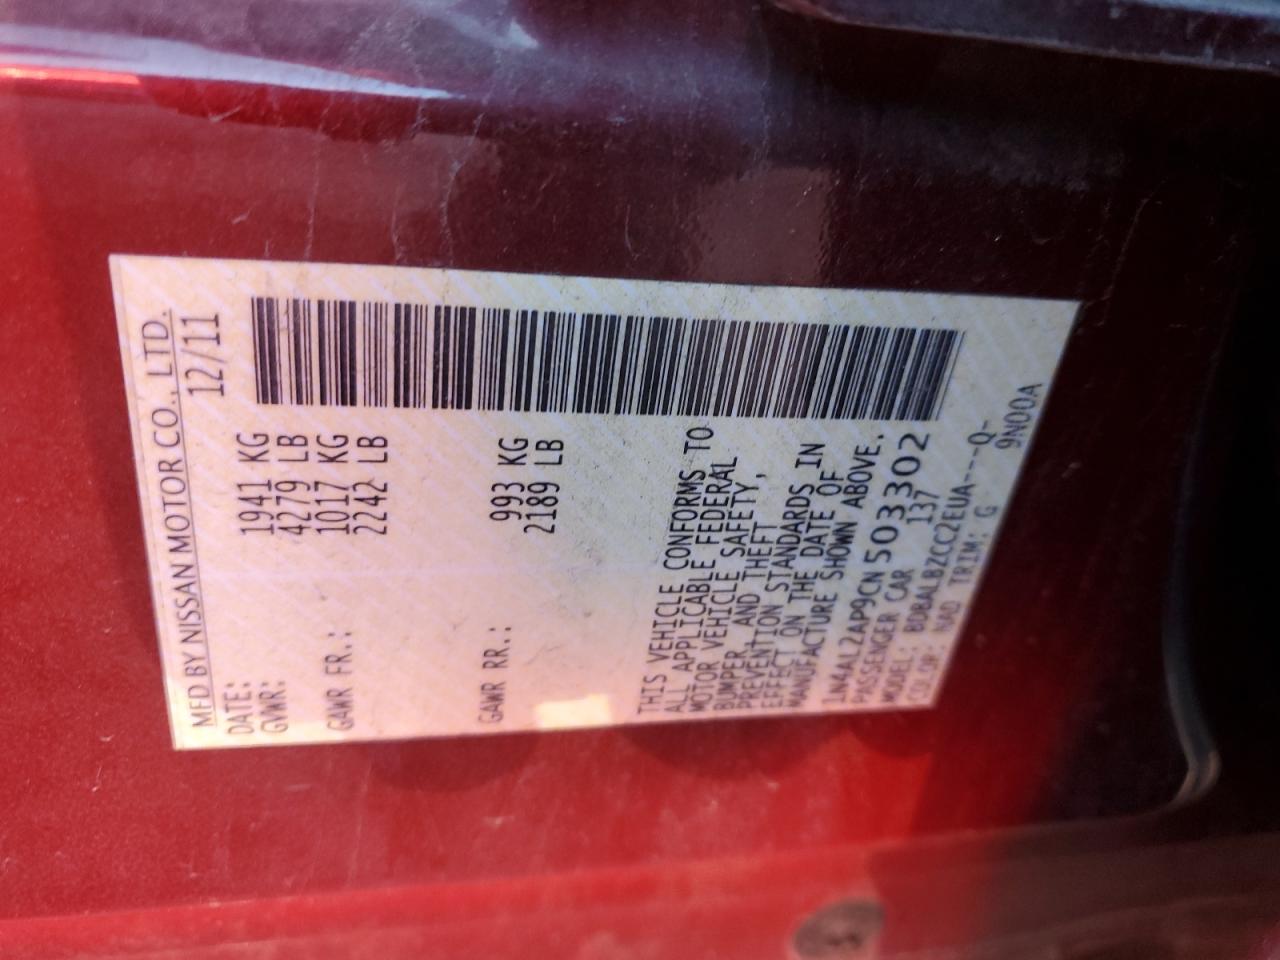 MFD BY NISSAN MOTOR CO., LTD.
DATE: 12/11
GVWR: 1941 KG
4279 LB
GAWR FR.: 1017 KG
2242 LB
GAWR RR.: 993 KG
2189 LB
THIS VEHICLE CONFORMS TO
ALL APPLICABLE FEDERAL
MOTOR VEHICLE SAFETY,
BUMPER, AND THEFT
PREVENTION STANDARDS IN
EFFECT ON THE DATE OF
MANUFACTURE SHOWN ABOVE.
1N4AL2AP9CN503302
PASSENGER CAR 137
MODEL: BDBALBZCC2EUA---Q-
COLOR: NAD TRIM: G 9N00A